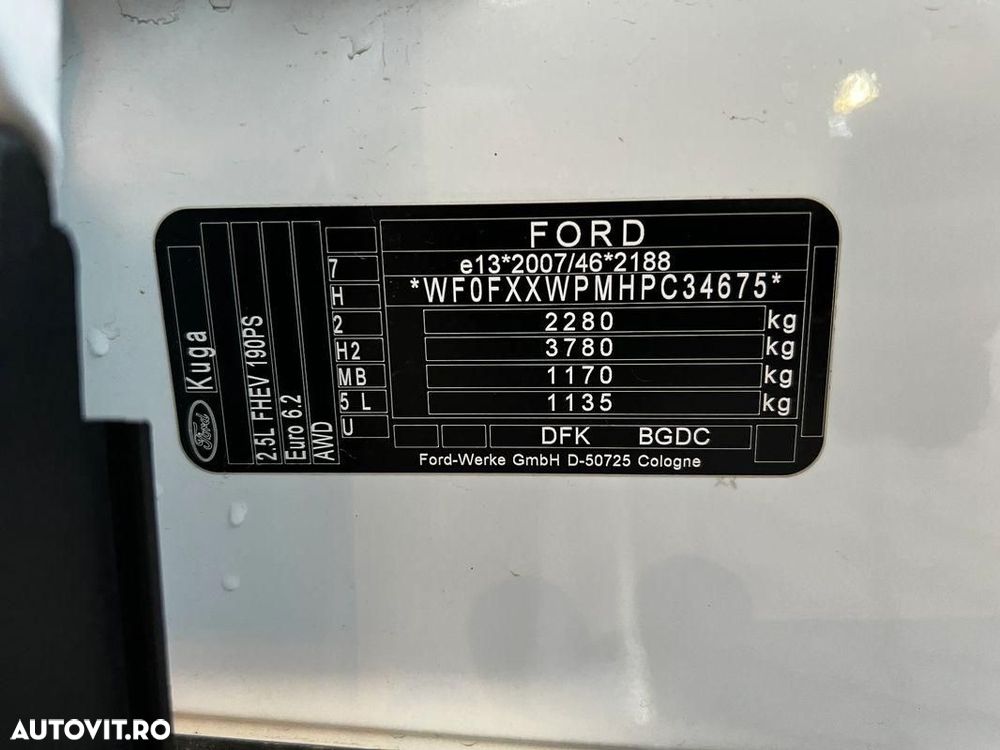 FORD
e13*2007/46*2188
*WF0FXXWPMHPC34675*
2280 kg
3780 kg
1170 kg
1135 kg
DFK BGDC
Ford-Werke GmbH D-50725 Cologne
7
H
2
H2
MB
5 L
U
Ford
Kuga
2.5L FHEV 190PS
Euro 6.2
AWD
AUTOVIT.RO